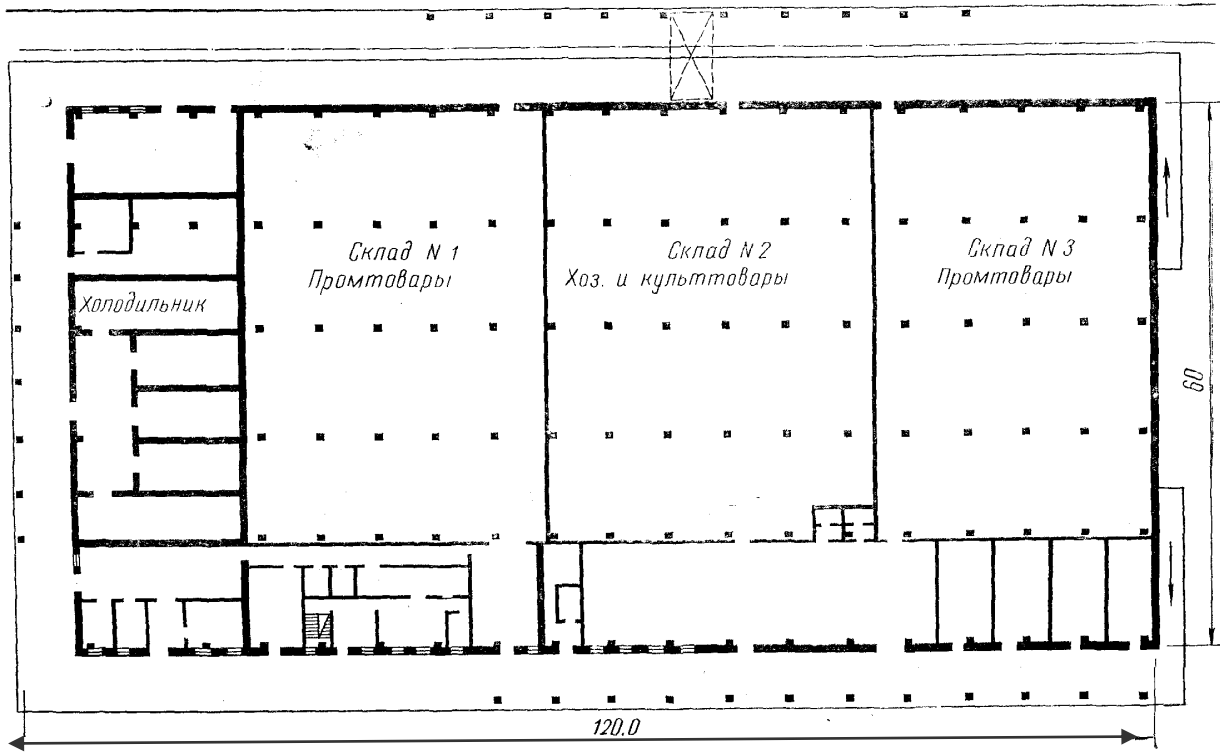 Склад N 1
Промтовары
Склад N 2
Хоз. и культтовары
Склад N 3
Промтовары
Холодильник
60
120,0